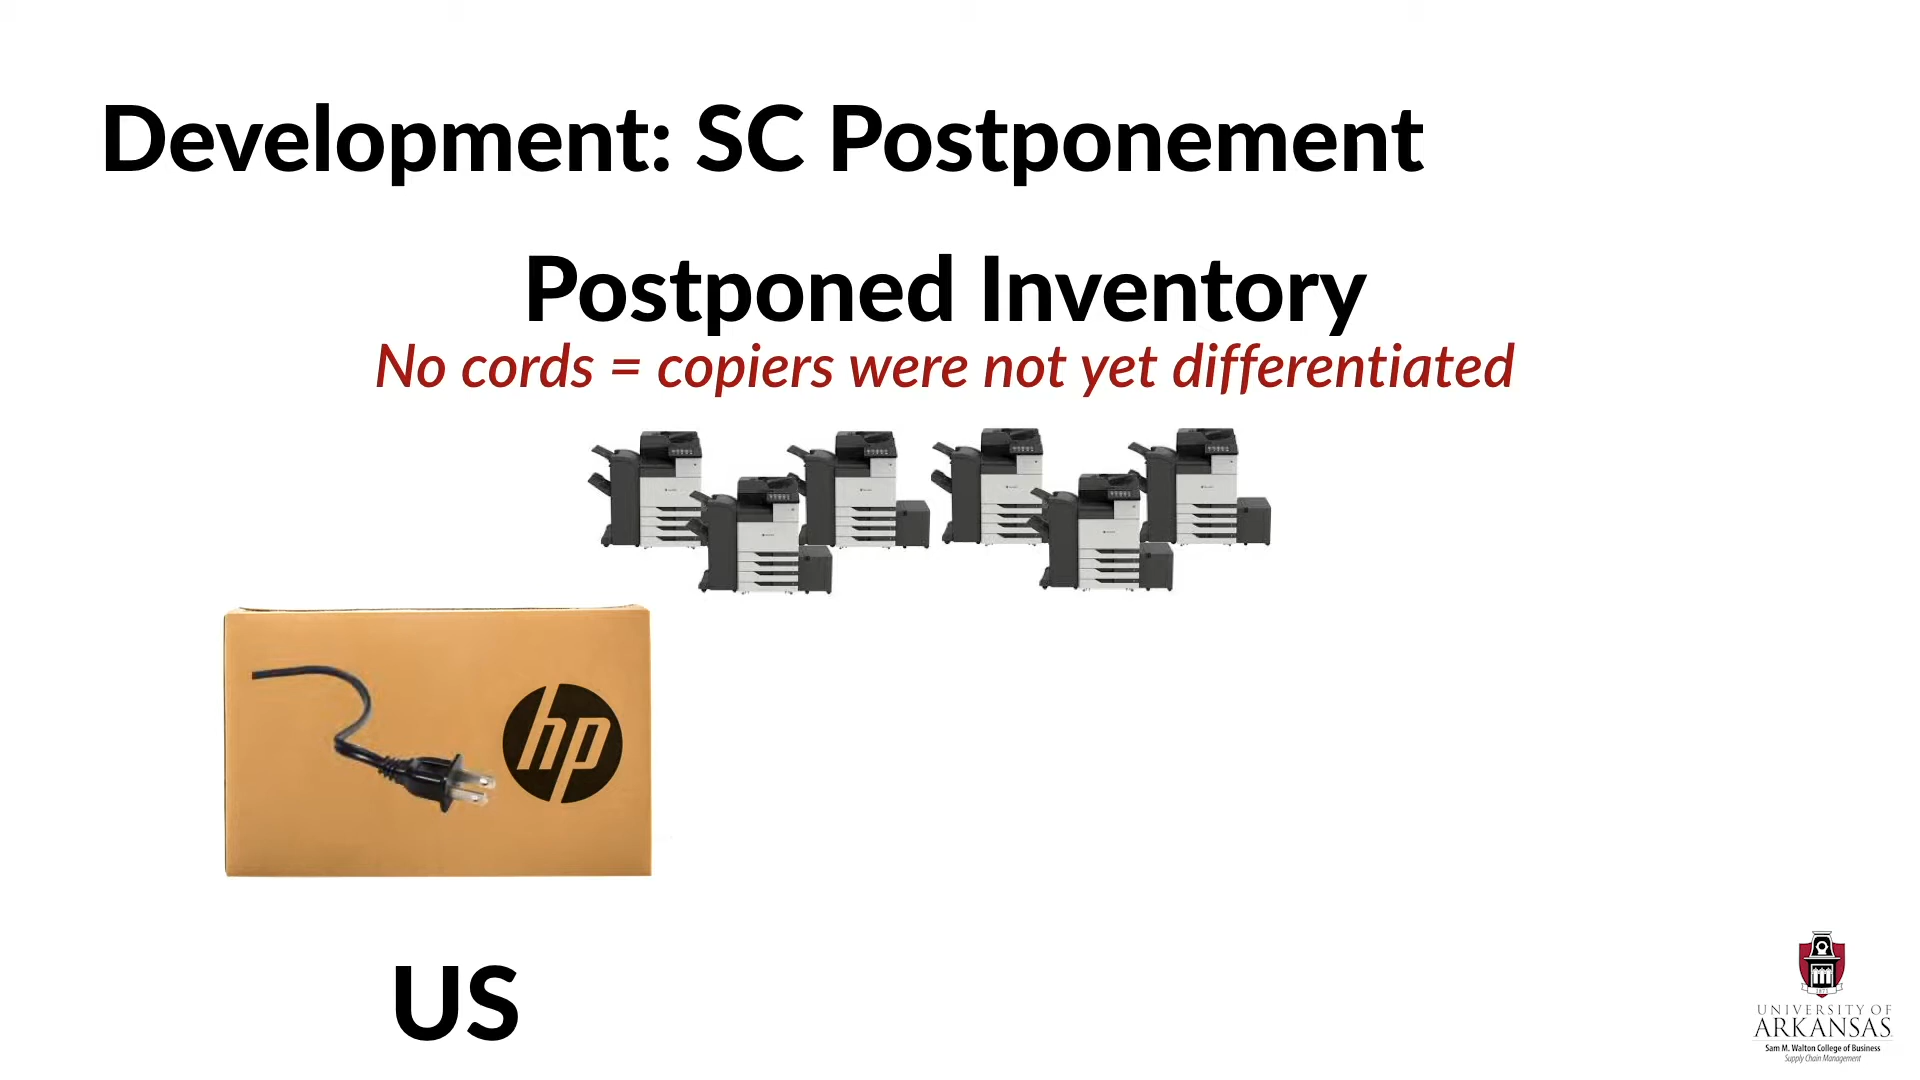 Development: SC Postponement
Postponed Inventory
No cords = copiers were not yet differentiated
hp
US
1871
UNIVERSITY OF
ARKANSAS
Sam M. Walton College of Business
Supply Chain Management